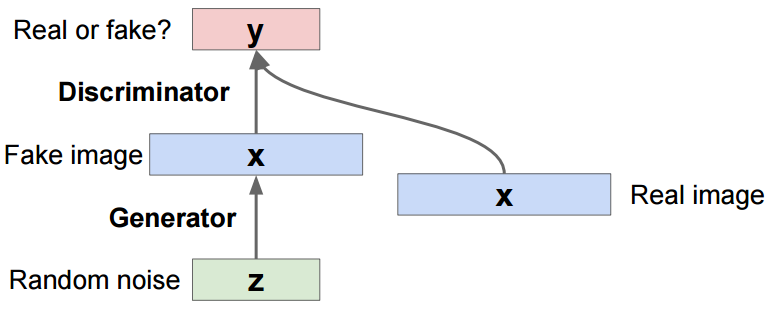 Real or fake?
y
Discriminator
Fake image
x
x
Real image
Generator
Random noise
z